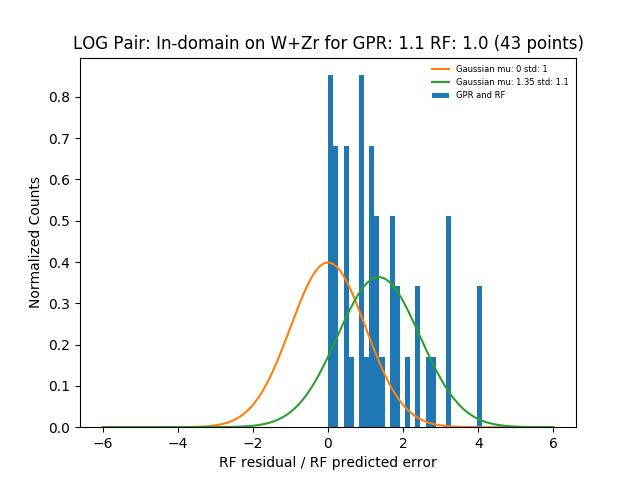 LOG Pair: In-domain on W+Zr for GPR: 1.1 RF: 1.0 (43 points)
Gaussian mu: 0 std: 1
Gaussian mu: 1.35 std: 1.1
GPR and RF
Normalized Counts
0.8
0.7
0.6
0.5
0.4
0.3
0.2
0.1
0.0
−6 −4 −2 0 2 4 6
RF residual / RF predicted error